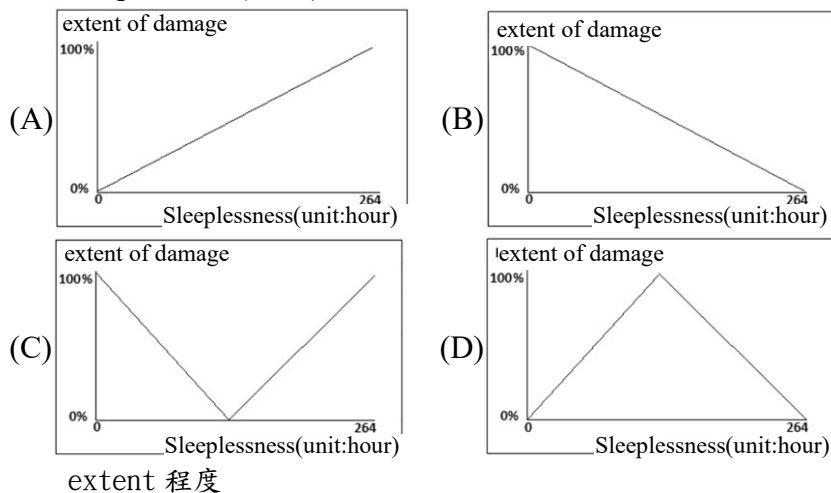 extent of damage
100%
(A)
0%
0
264
Sleeplessness(unit:hour)
extent of damage
100%
(B)
0%
0
264
Sleeplessness(unit:hour)
extent of damage
100%
(C)
0%
0
264
Sleeplessness(unit:hour)
extent of damage
100%
(D)
0%
0
264
Sleeplessness(unit:hour)
extent 程度